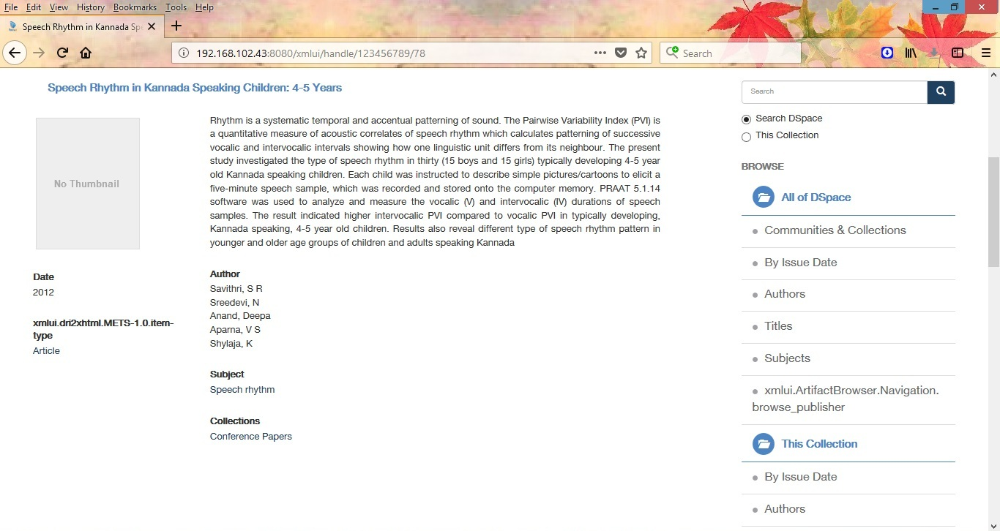 File Edit View History Bookmarks Tools Help
Speech Rhythm in Kannada Spe
192.168.102.43:8080/xmlui/handle/123456789/78
Search
Speech Rhythm in Kannada Speaking Children: 4-5 Years
No Thumbnail
Date
2012
xmlui.dri2xhtml.METS-1.0.item-
type
Article
Rhythm is a systematic temporal and accentual patterning of sound. The Pairwise Variability Index (PVI) is
a quantitative measure of acoustic correlates of speech rhythm which calculates patterning of successive
vocalic and intervocalic intervals showing how one linguistic unit differs from its neighbour. The present
study investigated the type of speech rhythm in thirty (15 boys and 15 girls) typically developing 4-5 year
old Kannada speaking children. Each child was instructed to describe simple pictures/cartoons to elicit a
five-minute speech sample, which was recorded and stored onto the computer memory. PRAAT 5.1.14
software was used to analyze and measure the vocalic (V) and intervocalic (IV) durations of speech
samples. The result indicated higher intervocalic PVI compared to vocalic PVI in typically developing,
Kannada speaking, 4-5 year old children. Results also reveal different type of speech rhythm pattern in
younger and older age groups of children and adults speaking Kannada
Author
Savithri, S R
Sreedevi, N
Anand, Deepa
Aparna, V S
Shylaja, K
Subject
Speech rhythm
Collections
Conference Papers
Search
Search DSpace
This Collection
BROWSE
All of DSpace
Communities & Collections
By Issue Date
Authors
Titles
Subjects
xmlui.ArtifactBrowser.Navigation.
browse_publisher
This Collection
By Issue Date
Authors